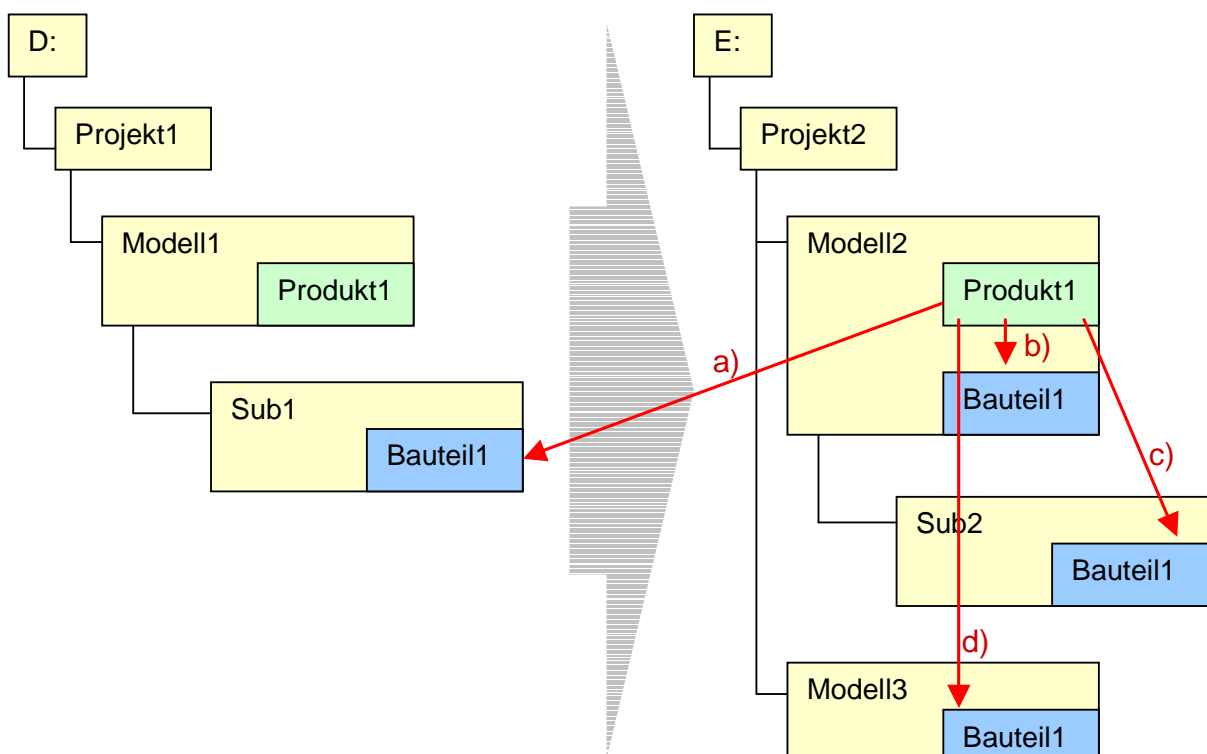 D:
Projekt1
Modell1
Produkt1
Sub1
Bauteil1
E:
Projekt2
Modell2
Produkt1
a)
b)
Bauteil1
c)
Sub2
Bauteil1
d)
Modell3
Bauteil1